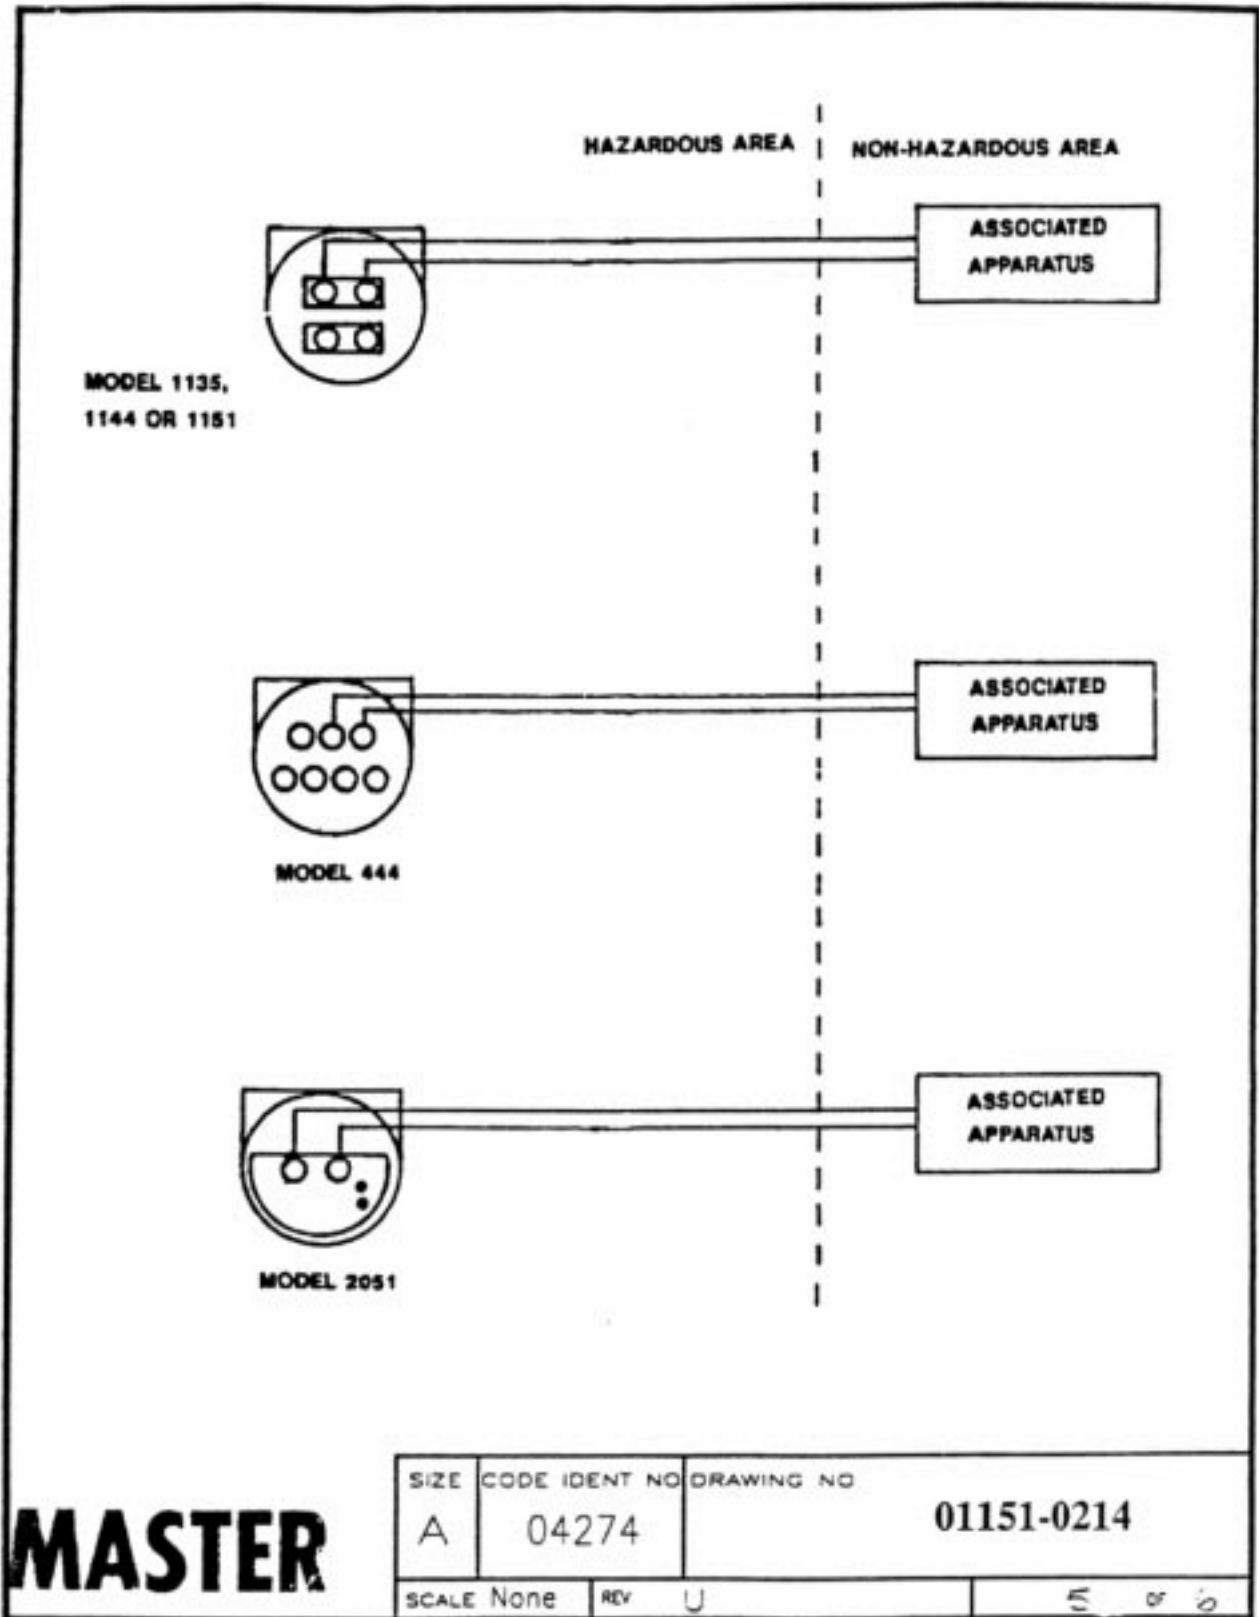 HAZARDOUS AREA
NON-HAZARDOUS AREA
ASSOCIATED
APPARATUS
MODEL 1135,
1144 OR 1151
ASSOCIATED
APPARATUS
MODEL 444
ASSOCIATED
APPARATUS
MODEL 2051
MASTER
SIZE
A
CODE IDENT NO
04274
DRAWING NO
01151-0214
SCALE None
REV U
5 OF 6